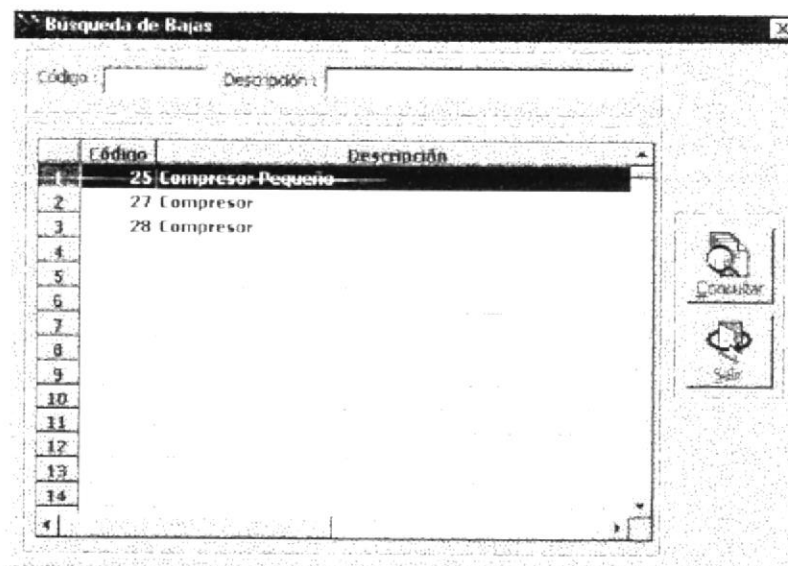 Búsqueda de Bajas
Código :
Descripción :
Código Descripción
1 25 Compresor Pequeño
2 27 Compresor
3 28 Compresor
4
5
6
7
8
9
10
11
12
13
14
Consultar
Salir